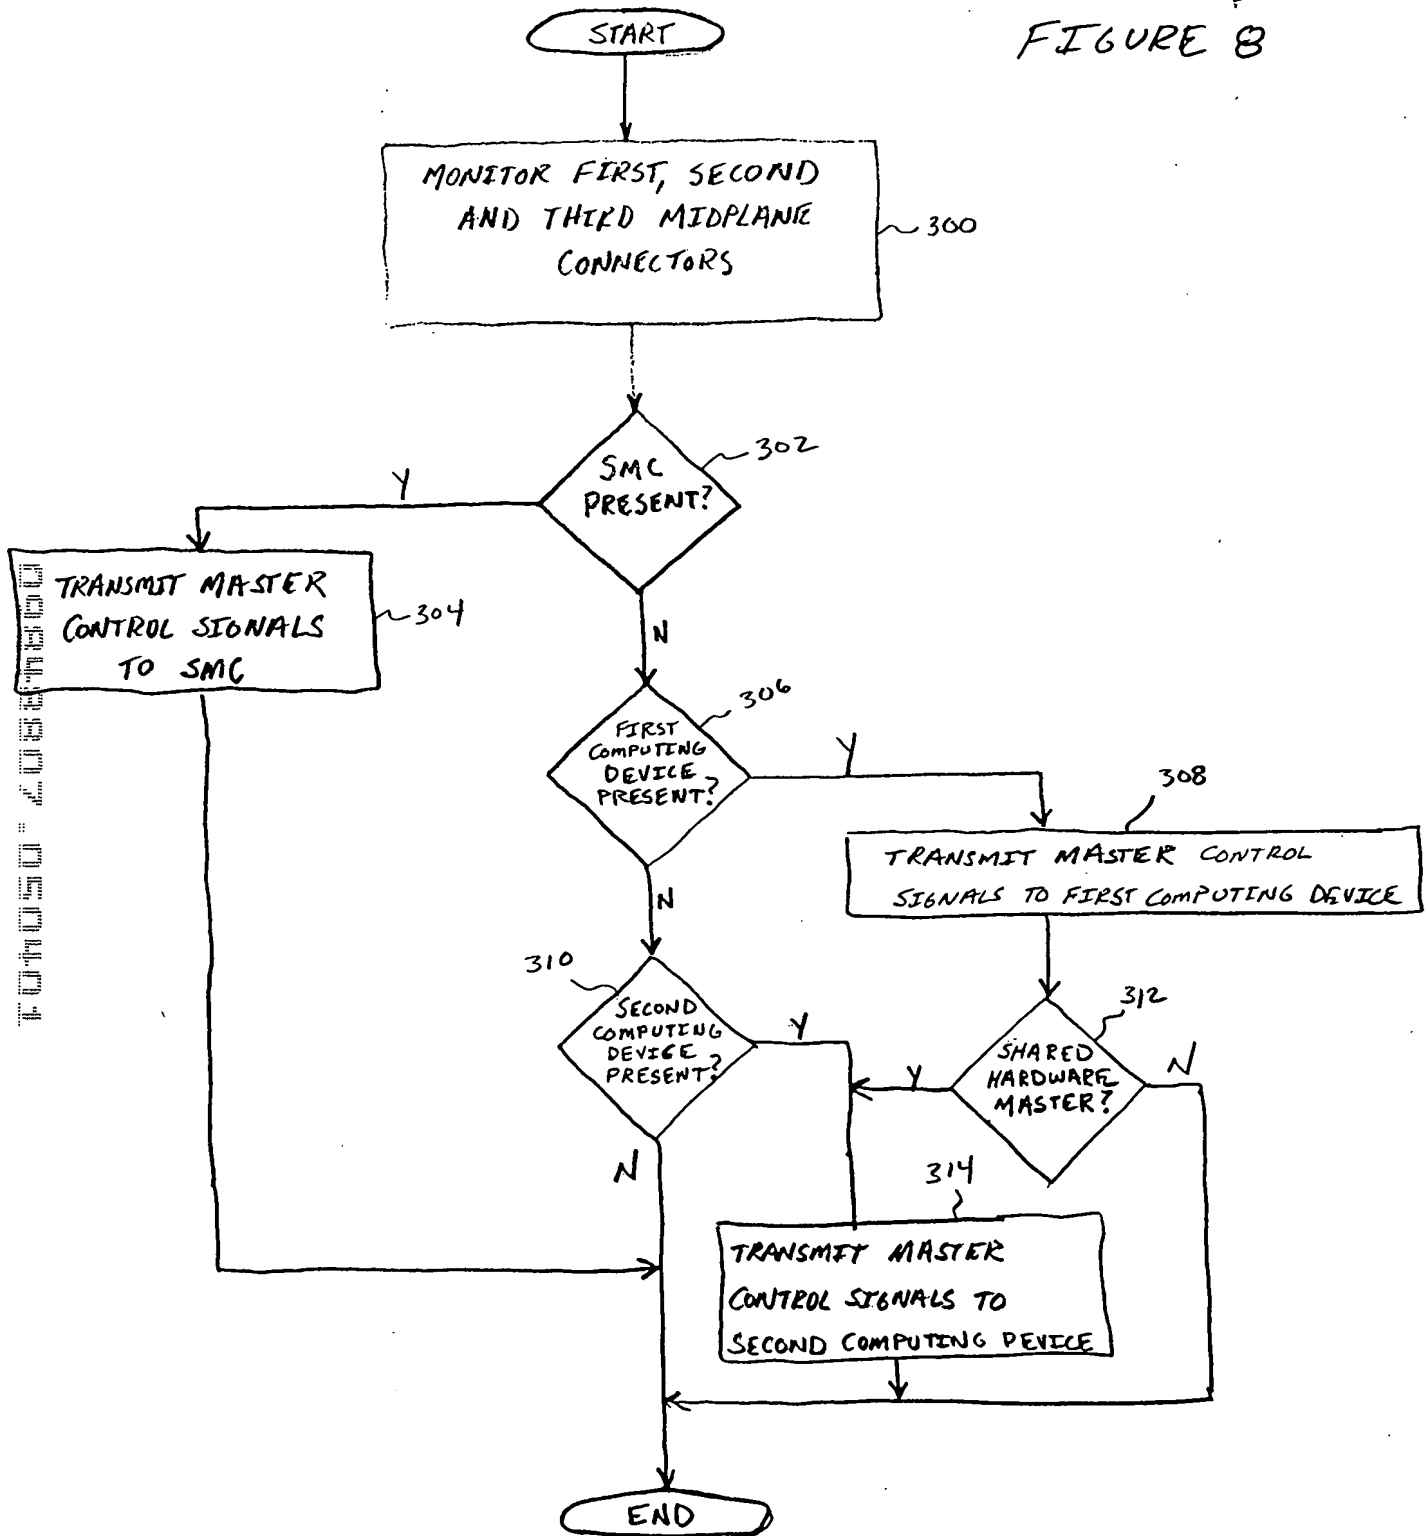 FIGURE 8
START
MONITOR FIRST, SECOND
AND THIRD MIDPLANE
CONNECTORS
300
302
SMC
PRESENT?
Y
N
TRANSMIT MASTER
CONTROL SIGNALS
TO SMC
304
306
FIRST
COMPUTING
DEVICE
PRESENT?
Y
N
308
TRANSMIT MASTER CONTROL
SIGNALS TO FIRST COMPUTING DEVICE
310
SECOND
COMPUTING
DEVICE
PRESENT?
Y
N
312
SHARED
HARDWARE
MASTER?
Y
N
314
TRANSMIT MASTER
CONTROL SIGNALS TO
SECOND COMPUTING DEVICE
END